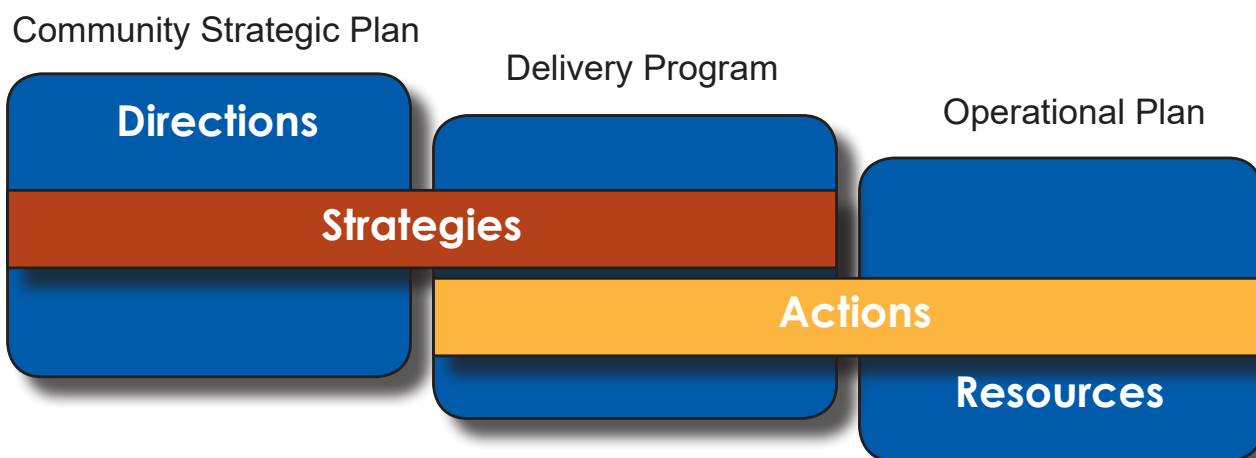 Community Strategic Plan
Delivery Program
Operational Plan
Directions
Strategies
Actions
Resources